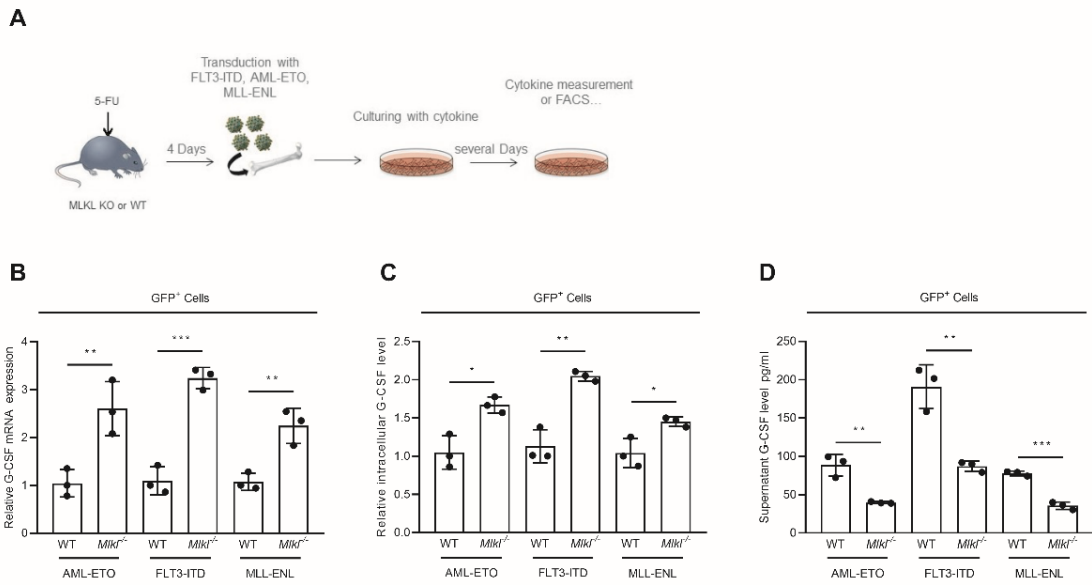 A
Transduction with
FLT3-ITD, AML-ETO,
MLL-ENL
5-FU
4 Days
Culturing with cytokine
several Days
Cytokine measurement
or FACS...
MLKL KO or WT
B
GFP+ Cells
Relative G-CSF mRNA expression
4
3
2
1
0
**
***
**
WT Mlkl-/- WT Mlkl-/- WT Mlkl-/-
AML-ETO FLT3-ITD MLL-ENL
C
GFP+ Cells
Relative intracellular G-CSF level
2.5
2.0
1.5
1.0
0.5
0.0
*
**
*
WT Mlkl-/- WT Mlkl-/- WT Mlkl-/-
AML-ETO FLT3-ITD MLL-ENL
D
GFP+ Cells
Supernatant G-CSF level pg/ml
250
200
150
100
50
0
**
**
***
WT Mlkl-/- WT Mlkl-/- WT Mlkl-/-
AML-ETO FLT3-ITD MLL-ENL